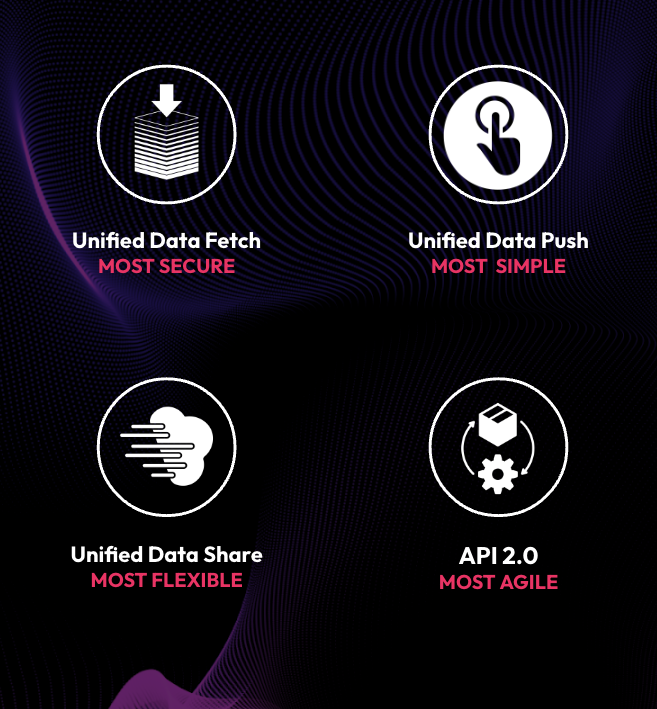 Unified Data Fetch
MOST SECURE
Unified Data Push
MOST SIMPLE
Unified Data Share
MOST FLEXIBLE
API 2.0
MOST AGILE